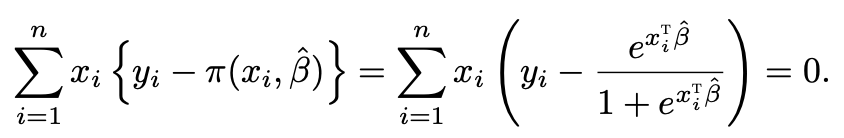 $$\sum_{i=1}^{n} x_i \left\{ y_i - \pi(x_i, \hat{\beta}) \right\} = \sum_{i=1}^{n} x_i \left( y_i - \frac{e^{x_i^{\mathrm{T}} \hat{\beta}}}{1 + e^{x_i^{\mathrm{T}} \hat{\beta}}} \right) = 0.$$